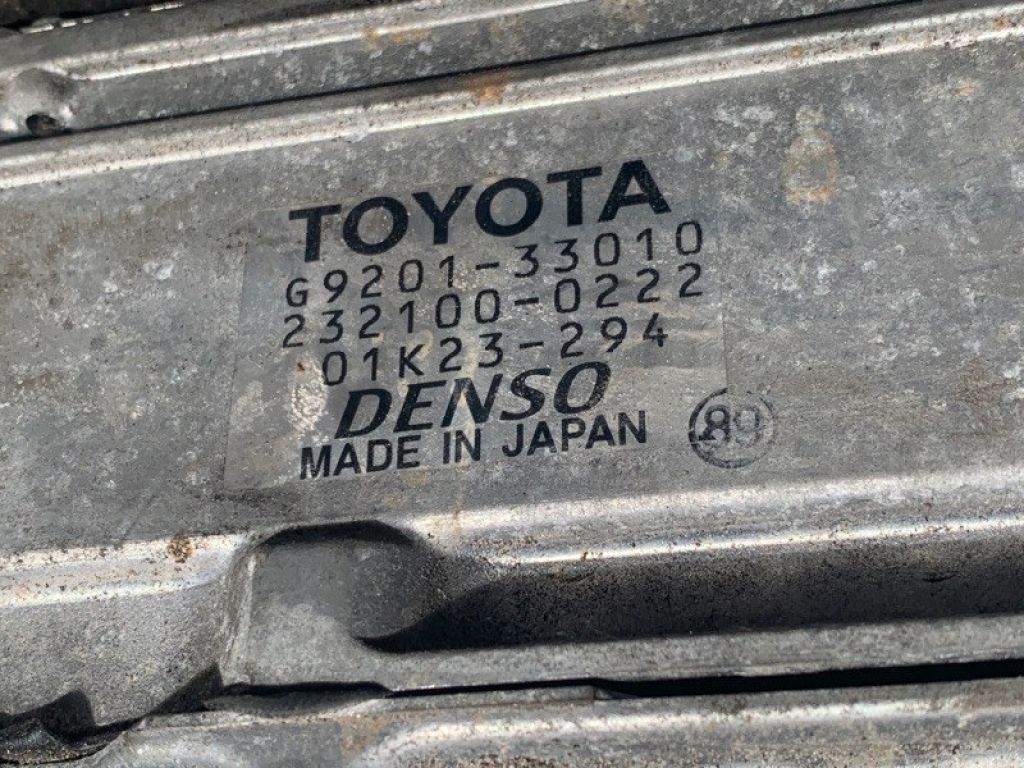 TOYOTA
G9201-33010
232100-0222
01K23-294
DENSO
MADE IN JAPAN
89